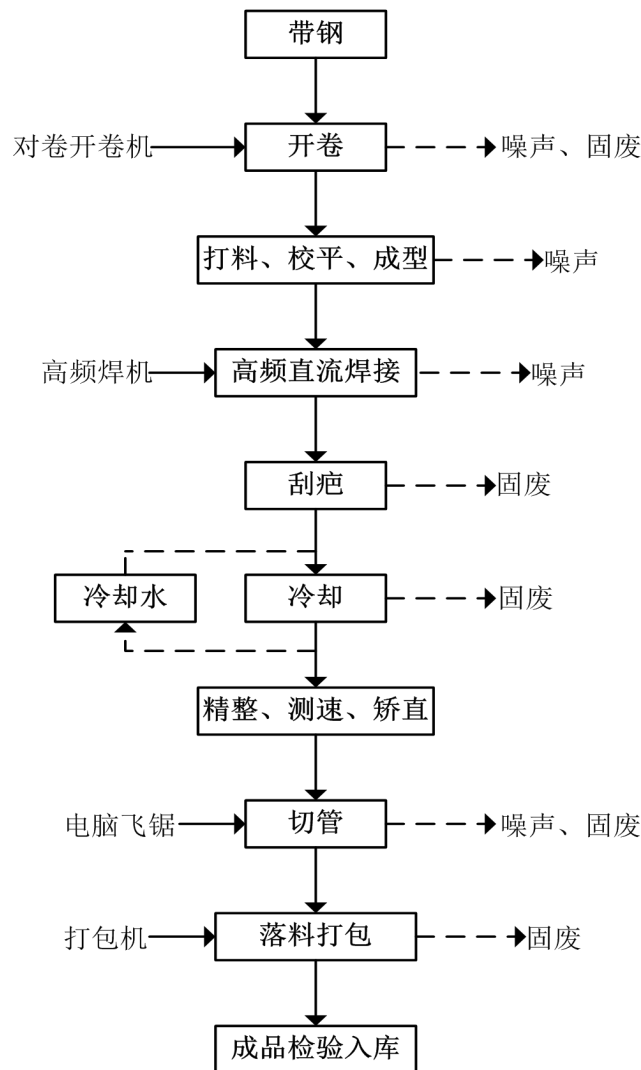 带钢
对卷开卷机
开卷
噪声、固废
打料、校平、成型
噪声
高频焊机
高频直流焊接
噪声
刮疤
固废
冷却水
冷却
固废
精整、测速、矫直
电脑飞锯
切管
噪声、固废
打包机
落料打包
固废
成品检验入库